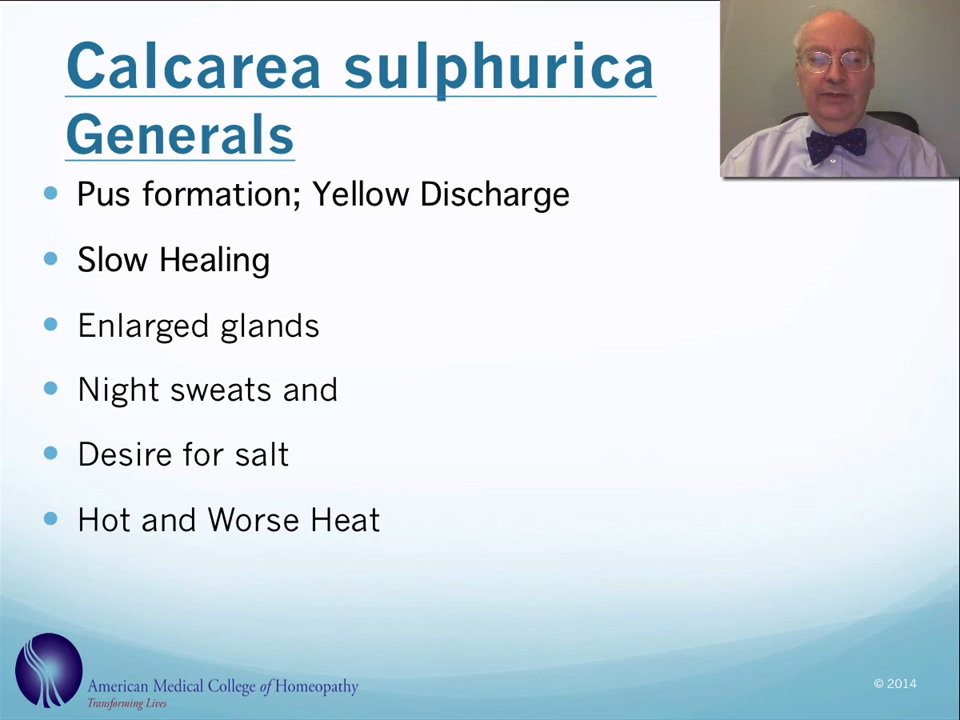 Calcarea sulphurica
Generals
Pus formation; Yellow Discharge
Slow Healing
Enlarged glands
Night sweats and
Desire for salt
Hot and Worse Heat
American Medical College of Homeopathy
Transforming Lives
© 2014